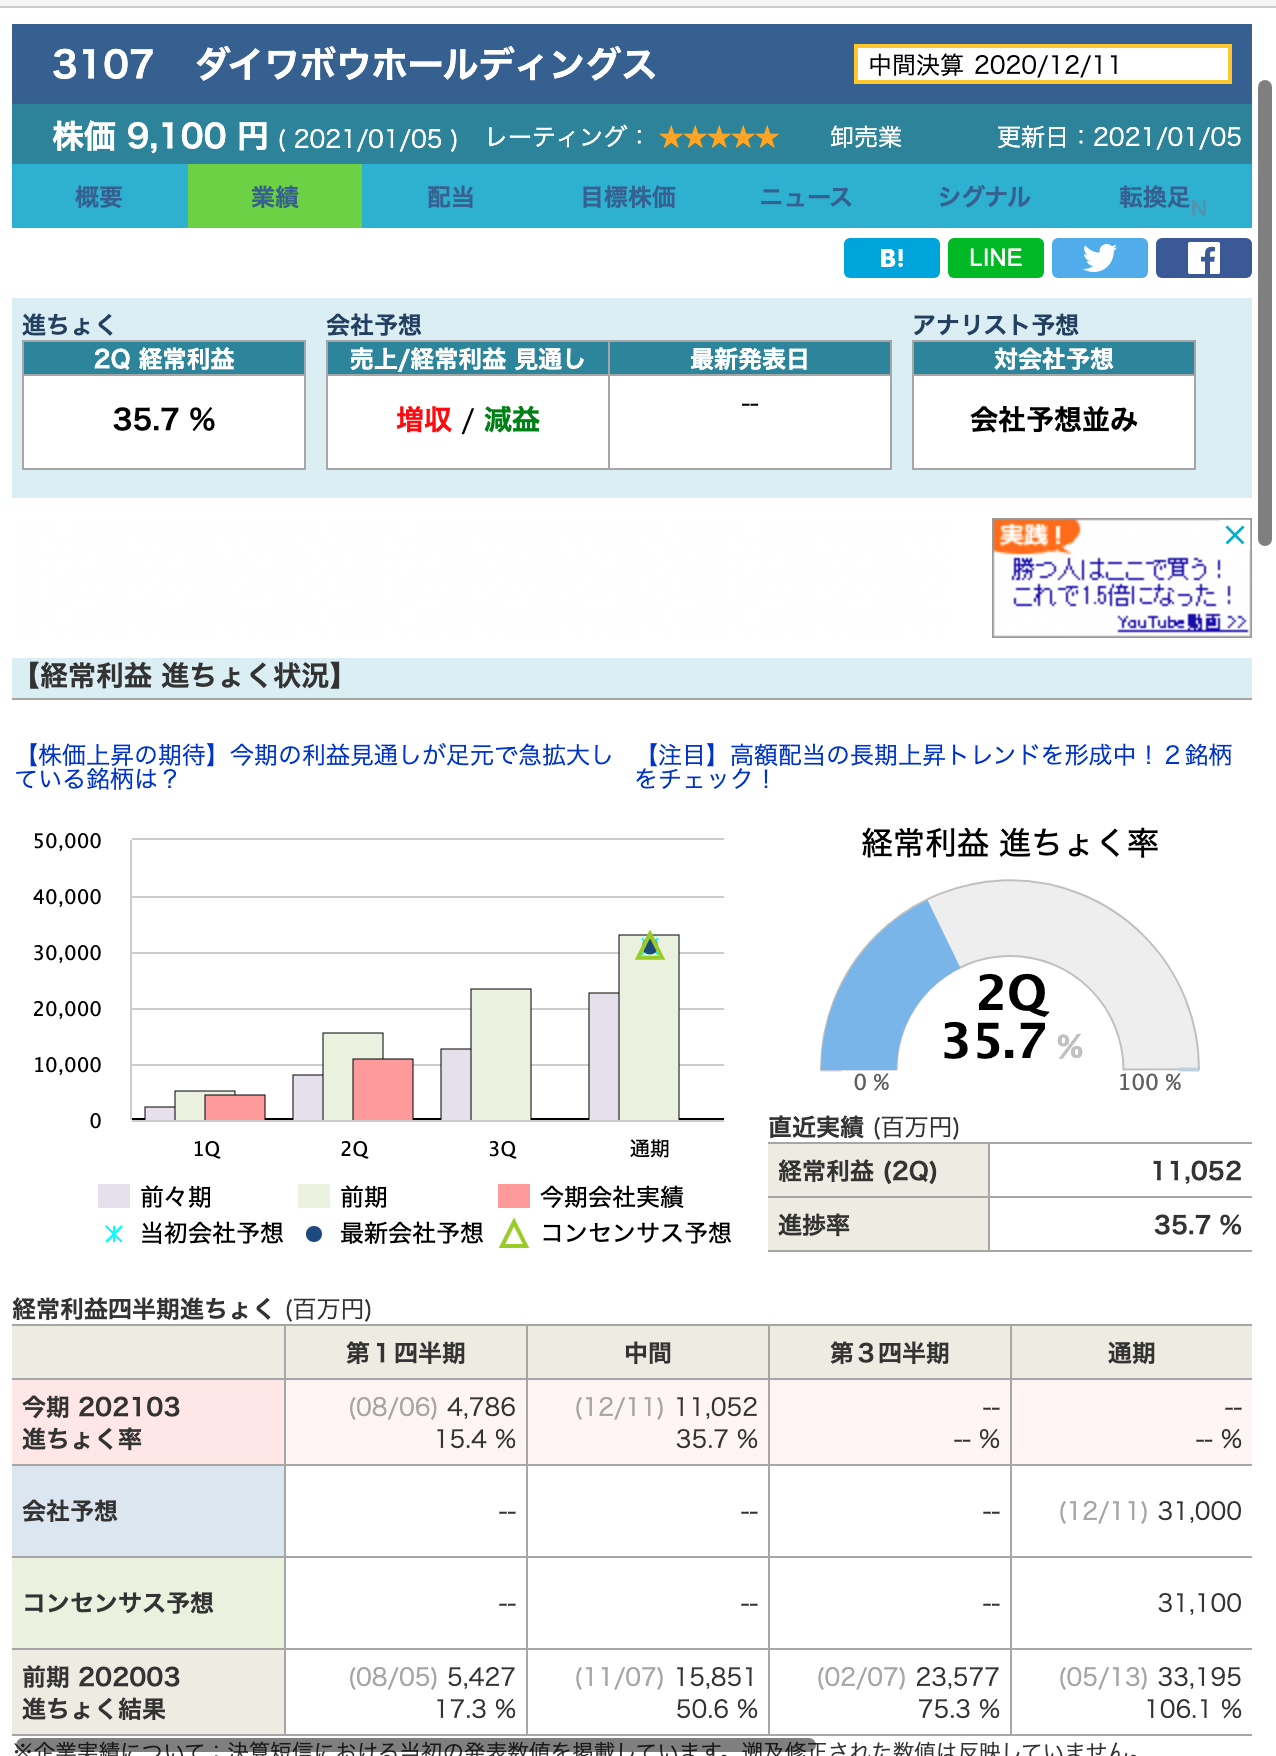 3107　ダイワボウホールディングス
中間決算 2020/12/11
株価 9,100 円 ( 2021/01/05 )　レーティング： ★★★★★　卸売業　更新日：2021/01/05
概要　業績　配当　目標株価　ニュース　シグナル　転換足N
B!　LINE
進ちょく　会社予想　アナリスト予想
2Q 経常利益　売上/経常利益 見通し　最新発表日　対会社予想
35.7 %　増収 / 減益　--　会社予想並み
実践！
勝つ人はここで買う！
これで1.5倍になった！
YouTube動画 >>
【経常利益 進ちょく状況】
【株価上昇の期待】今期の利益見通しが足元で急拡大し
ている銘柄は？
【注目】高額配当の長期上昇トレンドを形成中！２銘柄
をチェック！
50,000
40,000
30,000
20,000
10,000
0
1Q　2Q　3Q　通期
前々期　前期　今期会社実績
当初会社予想　最新会社予想　コンセンサス予想
経常利益 進ちょく率
2Q
35.7 %
0 %　100 %
直近実績 (百万円)
経常利益 (2Q)　11,052
進捗率　35.7 %
経常利益四半期進ちょく (百万円)
第１四半期　中間　第３四半期　通期
今期 202103　(08/06) 4,786　(12/11) 11,052　--　--
進ちょく率　15.4 %　35.7 %　-- %　-- %
会社予想　--　--　--　(12/11) 31,000
コンセンサス予想　--　--　--　31,100
前期 202003　(08/05) 5,427　(11/07) 15,851　(02/07) 23,577　(05/13) 33,195
進ちょく結果　17.3 %　50.6 %　75.3 %　106.1 %
※企業実績について：決算短信における当初の発表数値を掲載しています。遡及修正された数値は反映していません。